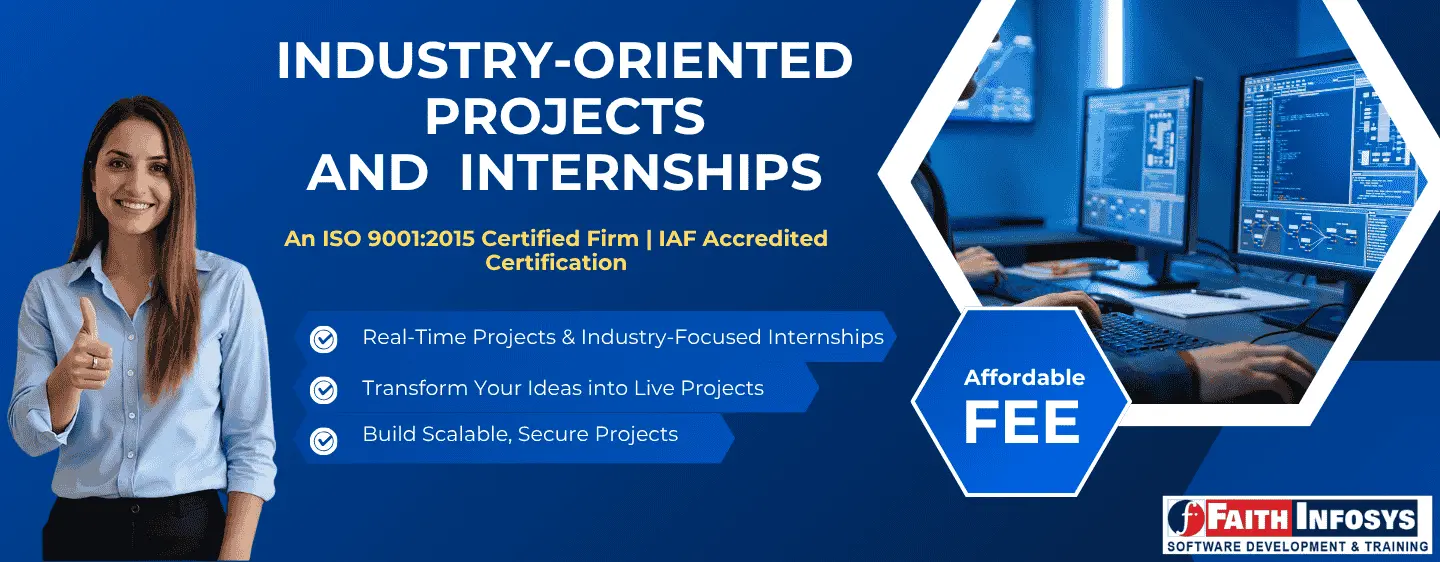 INDUSTRY-ORIENTED
PROJECTS
AND INTERNSHIPS
An ISO 9001:2015 Certified Firm | IAF Accredited
Certification
Real-Time Projects & Industry-Focused Internships
Transform Your Ideas into Live Projects
Build Scalable, Secure Projects
Affordable
FEE
f FAITH INFOSYS
SOFTWARE DEVELOPMENT & TRAINING